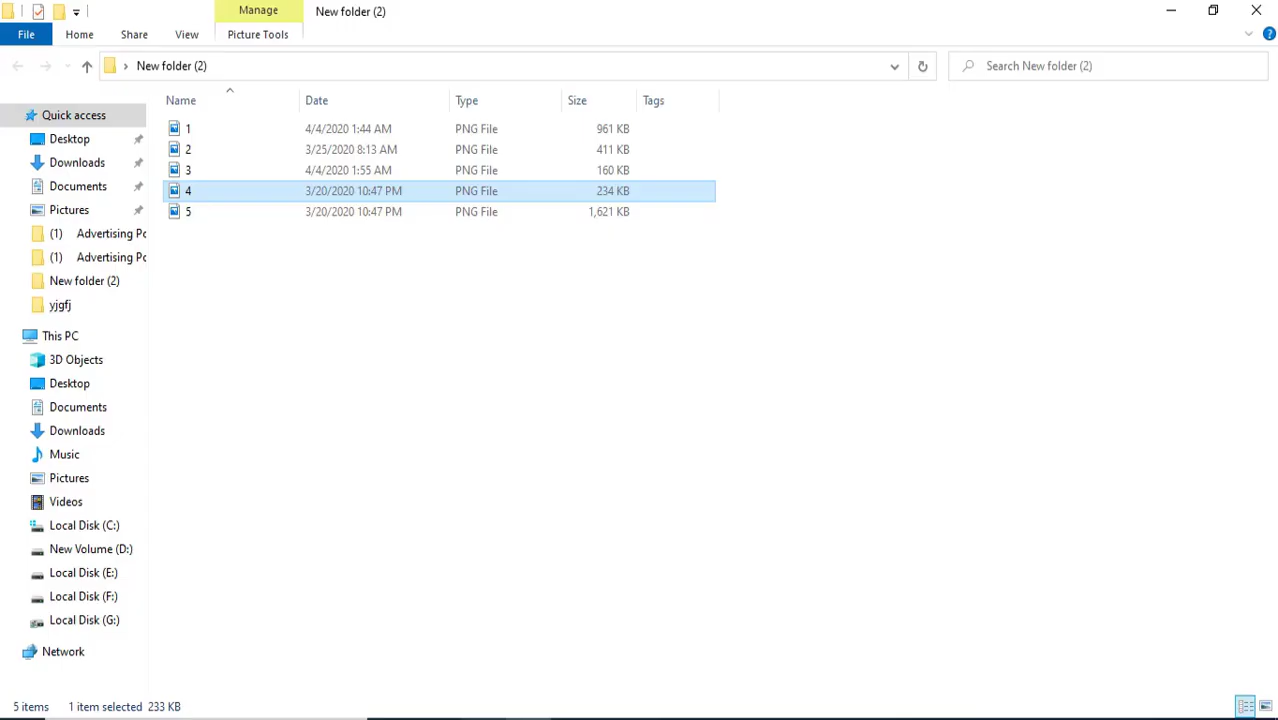 Manage
New folder (2)
File
Home
Share
View
Picture Tools
New folder (2)
Search New folder (2)
Name
Date
Type
Size
Tags
1 4/4/2020 1:44 AM PNG File 961 KB
2 3/25/2020 8:13 AM PNG File 411 KB
3 4/4/2020 1:55 AM PNG File 160 KB
4 3/20/2020 10:47 PM PNG File 234 KB
5 3/20/2020 10:47 PM PNG File 1,621 KB
Quick access
Desktop
Downloads
Documents
Pictures
(1) Advertising Pc
(1) Advertising Pc
New folder (2)
yjgfj
This PC
3D Objects
Desktop
Documents
Downloads
Music
Pictures
Videos
Local Disk (C:)
New Volume (D:)
Local Disk (E:)
Local Disk (F:)
Local Disk (G:)
Network
5 items 1 item selected 233 KB